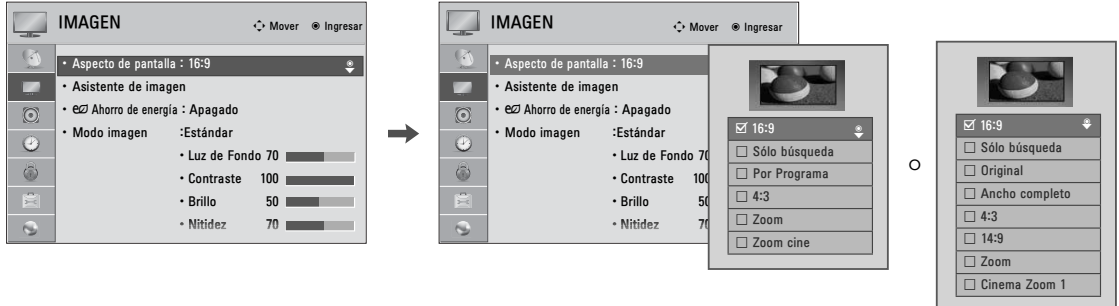 IMAGEN
Mover
Ingresar
• Aspecto de pantalla : 16:9
• Asistente de imagen
• Ahorro de energía : Apagado
• Modo imagen :Estándar
• Luz de Fondo 70
• Contraste 100
• Brillo 50
• Nitidez 70
IMAGEN
Mover
Ingresar
• Aspecto de pantalla : 16:9
• Asistente de imagen
• Ahorro de energía : Apagado
• Modo imagen :Estándar
• Luz de Fondo 70
• Contraste 100
• Brillo 50
• Nitidez 70
16:9
Sólo búsqueda
Por Programa
4:3
Zoom
Zoom cine
o
16:9
Sólo búsqueda
Original
Ancho completo
4:3
14:9
Zoom
Cinema Zoom 1